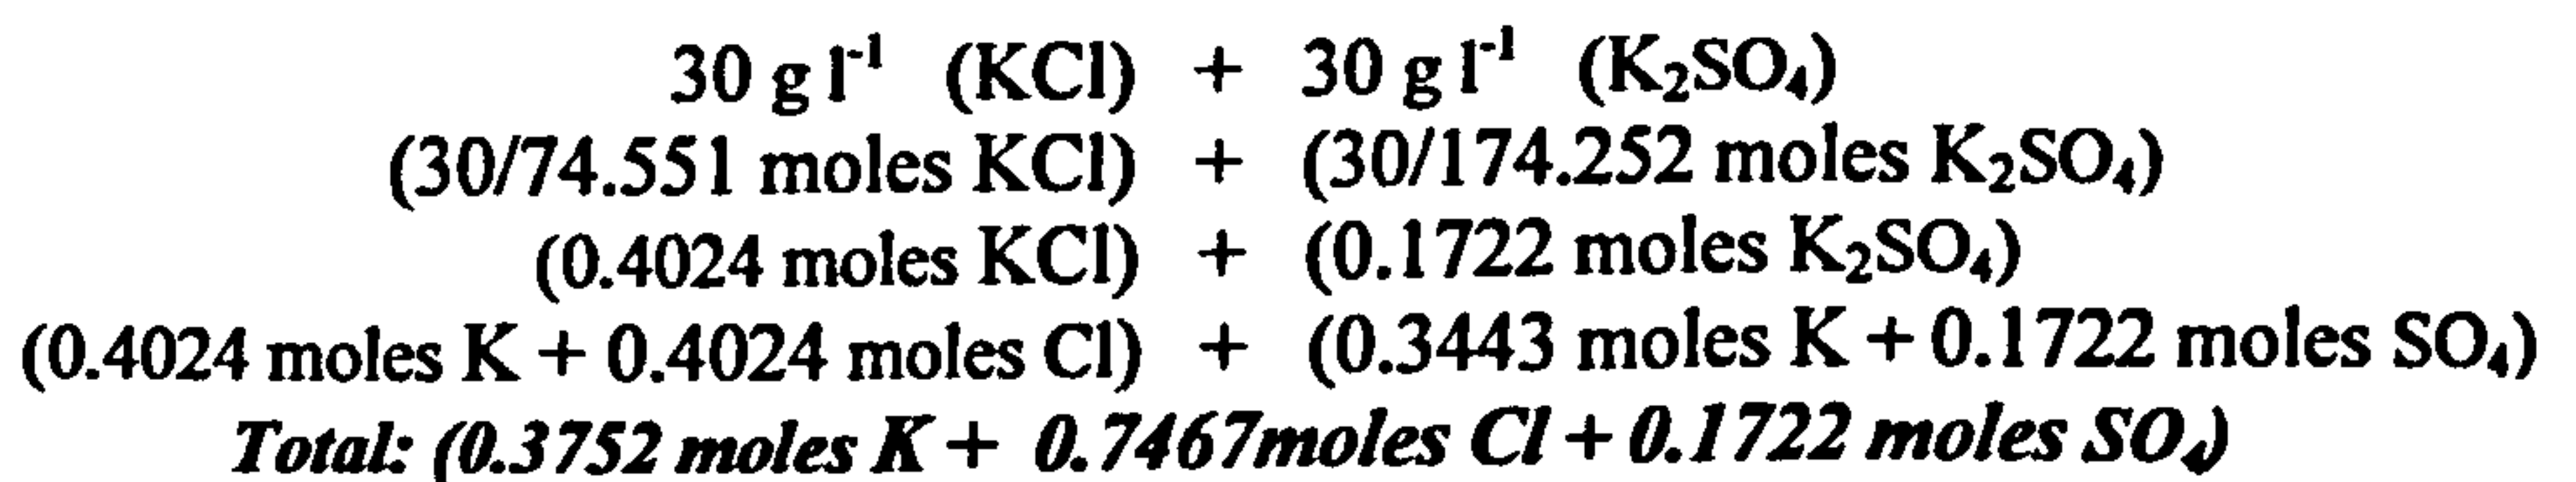 30 g l⁻¹ (KCl) + 30 g l⁻¹ (K₂SO₄)
(30/74.551 moles KCl) + (30/174.252 moles K₂SO₄)
(0.4024 moles KCl) + (0.1722 moles K₂SO₄)
(0.4024 moles K + 0.4024 moles Cl) + (0.3443 moles K + 0.1722 moles SO₄)
Total: (0.3752 moles K + 0.7467moles Cl + 0.1722 moles SO₄)